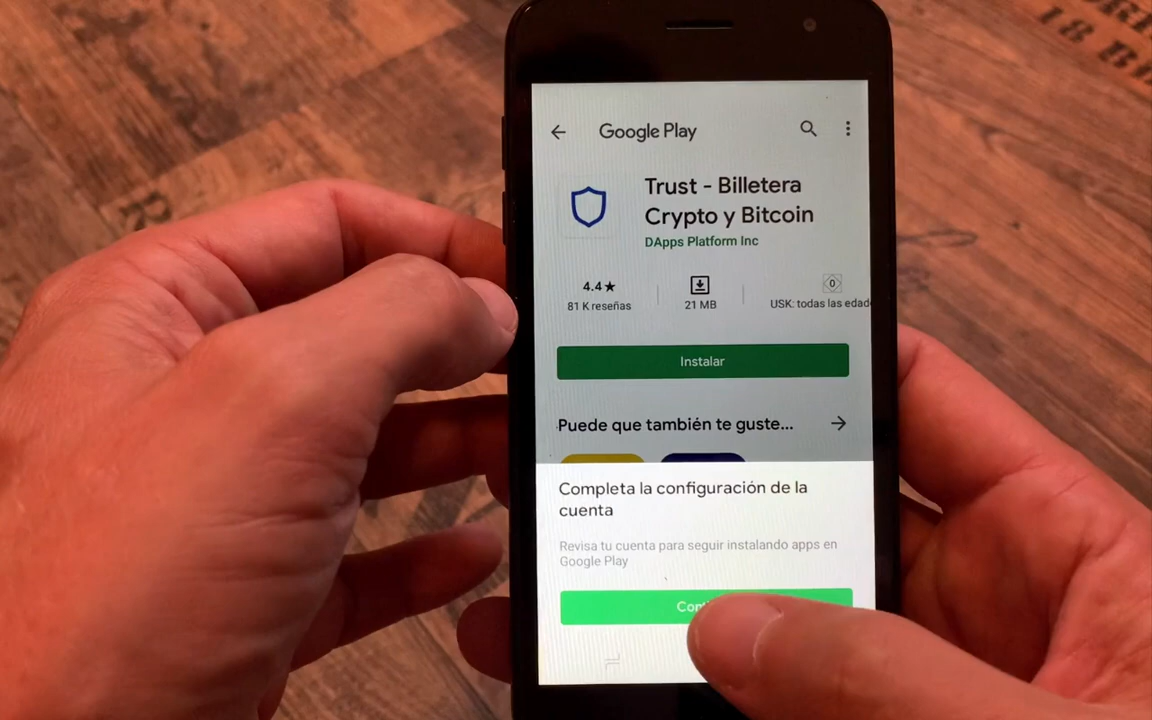 18
Google Play
Trust - Billetera
Crypto y Bitcoin
DApps Platform Inc
4.4★
81 K reseñas
21 MB
0
USK: todas las edad
Instalar
Puede que también te guste...
Completa la configuración de la
cuenta
Revisa tu cuenta para seguir instalando apps en
Google Play